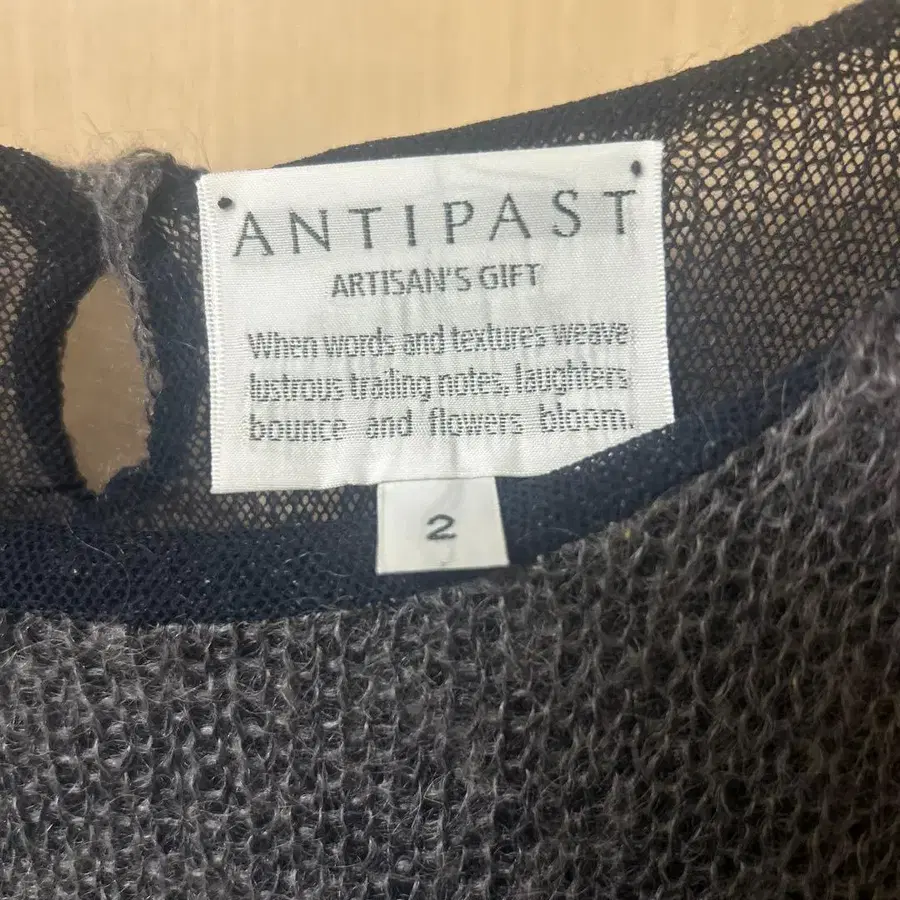 ANTIPAST
ARTISAN'S GIFT
When words and textures weave
lustrous trailing notes, laughters
bounce and flowers bloom.
2